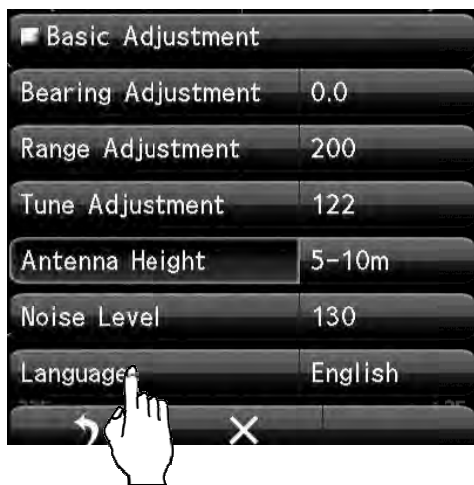 Basic Adjustment
Bearing Adjustment 0.0
Range Adjustment 200
Tune Adjustment 122
Antenna Height 5-10m
Noise Level 130
Language English